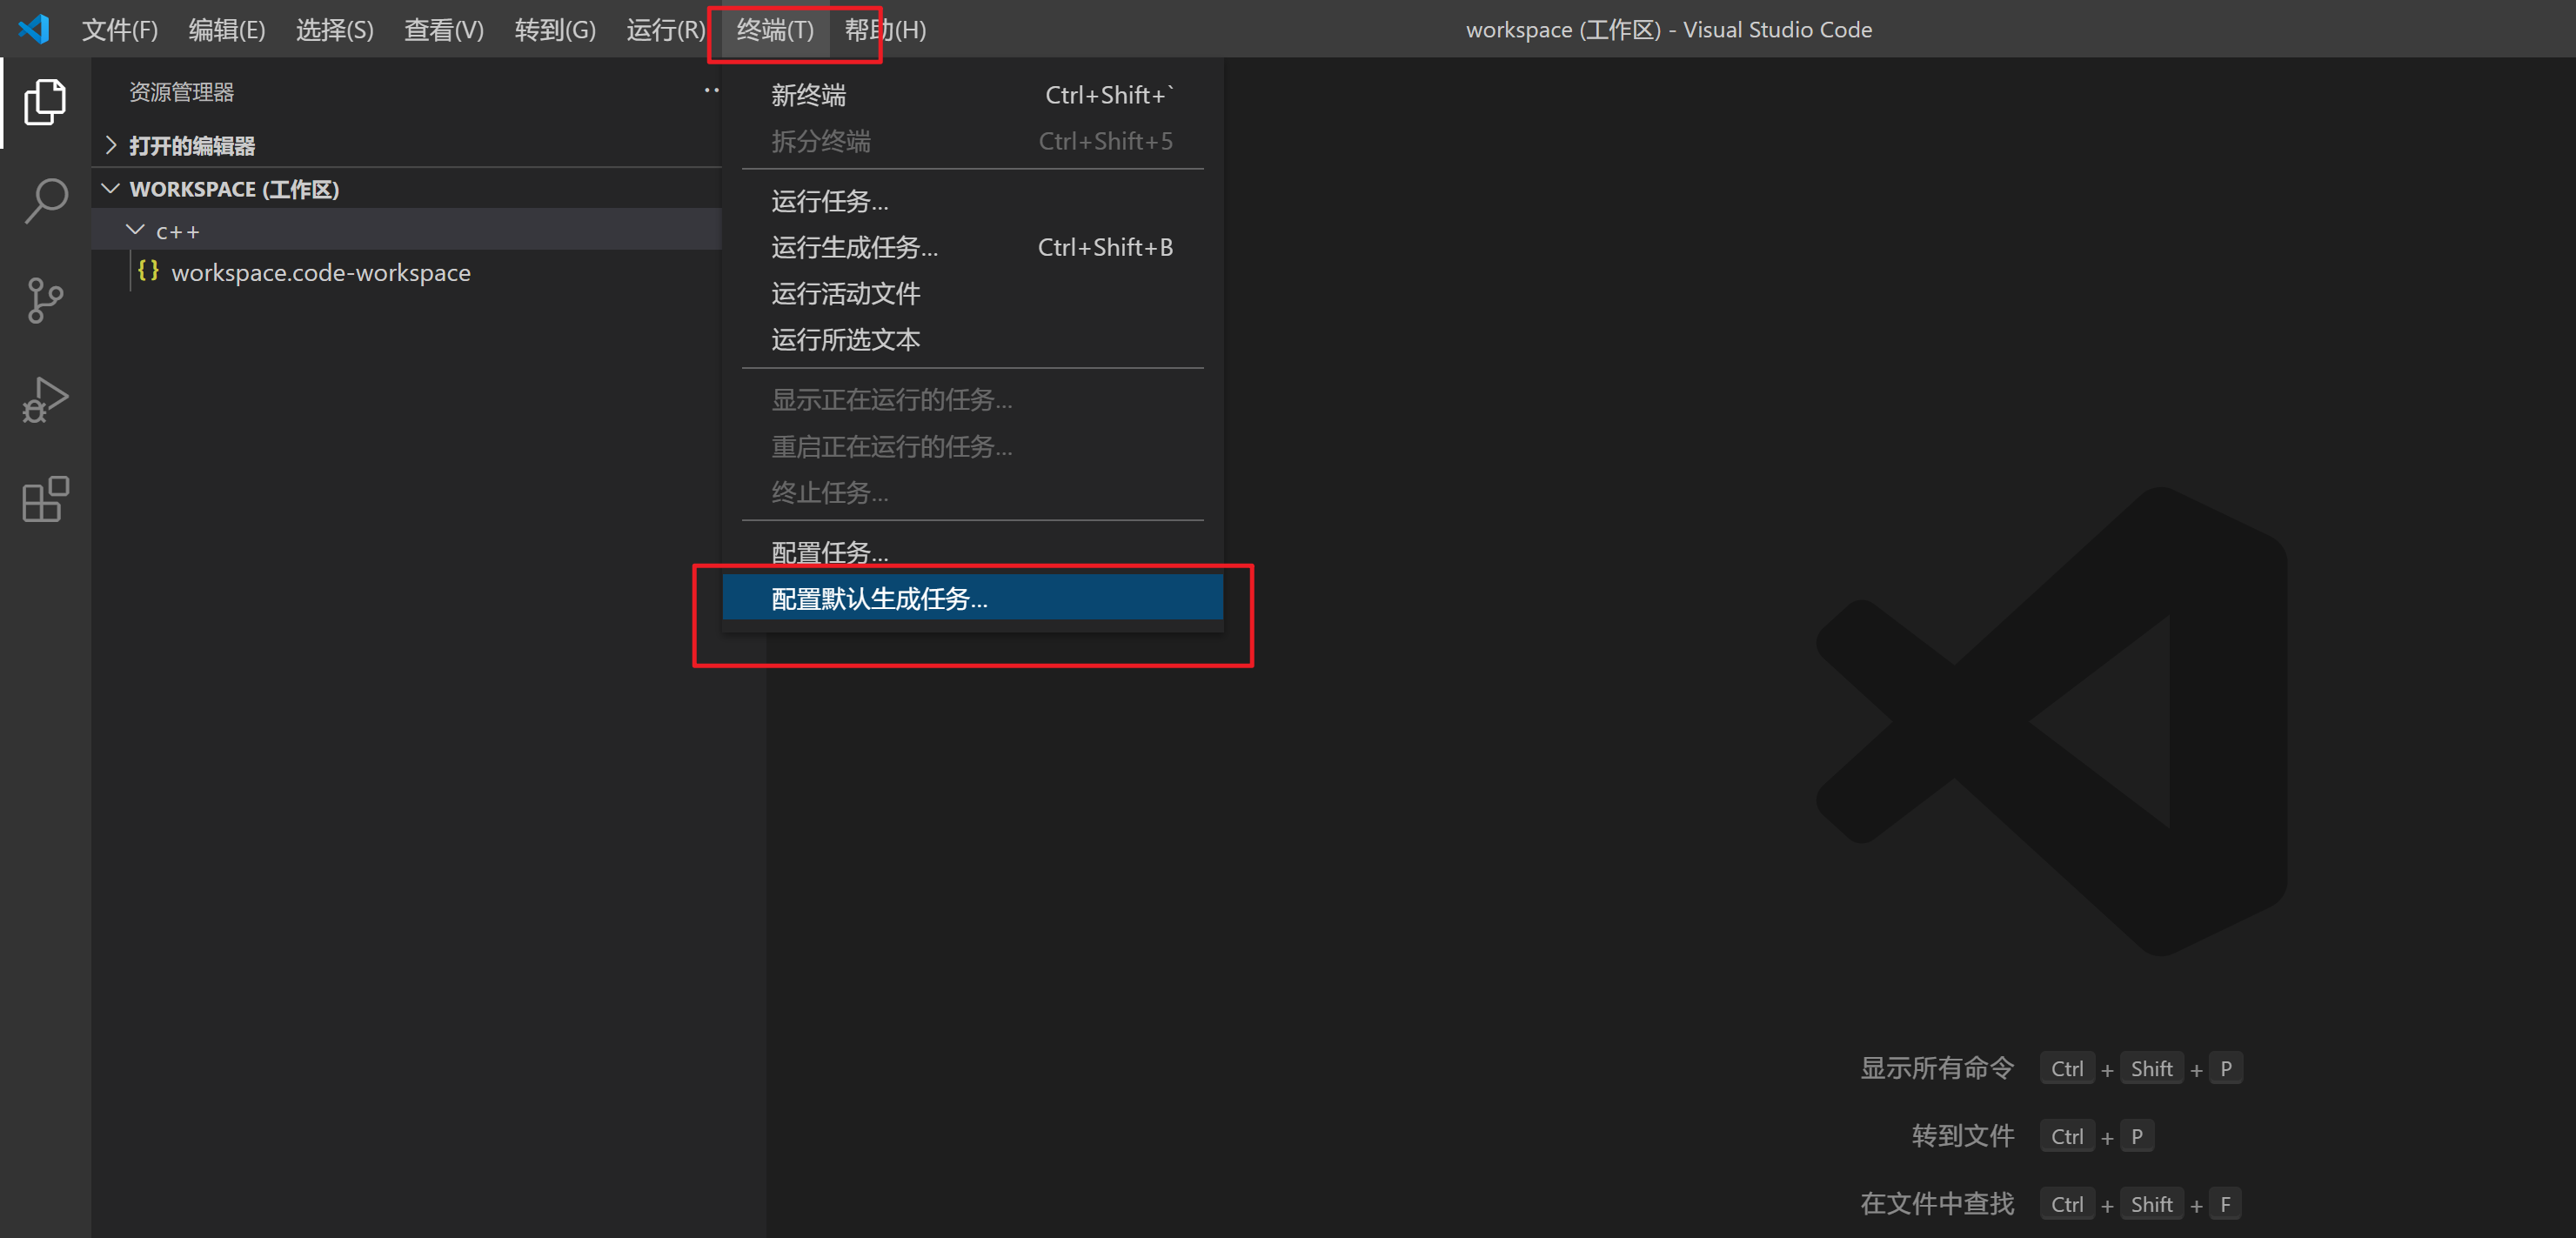 文件(F) 编辑(E) 选择(S) 查看(V) 转到(G) 运行(R) 终端(T) 帮助(H) workspace (工作区) - Visual Studio Code
资源管理器
打开的编辑器
WORKSPACE (工作区)
c++
{} workspace.code-workspace
新终端 Ctrl+Shift+`
拆分终端 Ctrl+Shift+5
运行任务...
运行生成任务... Ctrl+Shift+B
运行活动文件
运行所选文本
显示正在运行的任务...
重启正在运行的任务...
终止任务...
配置任务...
配置默认生成任务...
显示所有命令 Ctrl + Shift + P
转到文件 Ctrl + P
在文件中查找 Ctrl + Shift + F